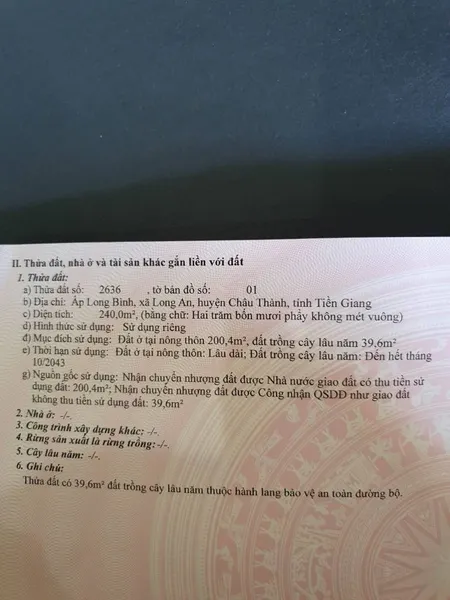 II. Thửa đất, nhà ở và tài sản khác gắn liền với đất
1. Thửa đất:
a) Thửa đất số: 2636 , tờ bản đồ số: 01
b) Địa chỉ: Ấp Long Bình, xã Long An, huyện Châu Thành, tỉnh Tiền Giang
c) Diện tích: 240,0m², (bằng chữ: Hai trăm bốn mươi phẩy không mét vuông)
d) Hình thức sử dụng: Sử dụng riêng
đ) Mục đích sử dụng: Đất ở tại nông thôn 200,4m², đất trồng cây lâu năm 39,6m²
e) Thời hạn sử dụng: Đất ở tại nông thôn: Lâu dài; Đất trồng cây lâu năm: Đến hết tháng
10/2043
g) Nguồn gốc sử dụng: Nhận chuyển nhượng đất được Nhà nước giao đất có thu tiền sử
dụng đất: 200,4m²; Nhận chuyển nhượng đất được Công nhận QSDĐ như giao đất
không thu tiền sử dụng đất: 39,6m²
2. Nhà ở: -/-.
3. Công trình xây dựng khác: -/-.
4. Rừng sản xuất là rừng trồng:-/-.
5. Cây lâu năm: -/-.
6. Ghi chú:
Thửa đất có 39,6m² đất trồng cây lâu năm thuộc hành lang bảo vệ an toàn đường bộ.